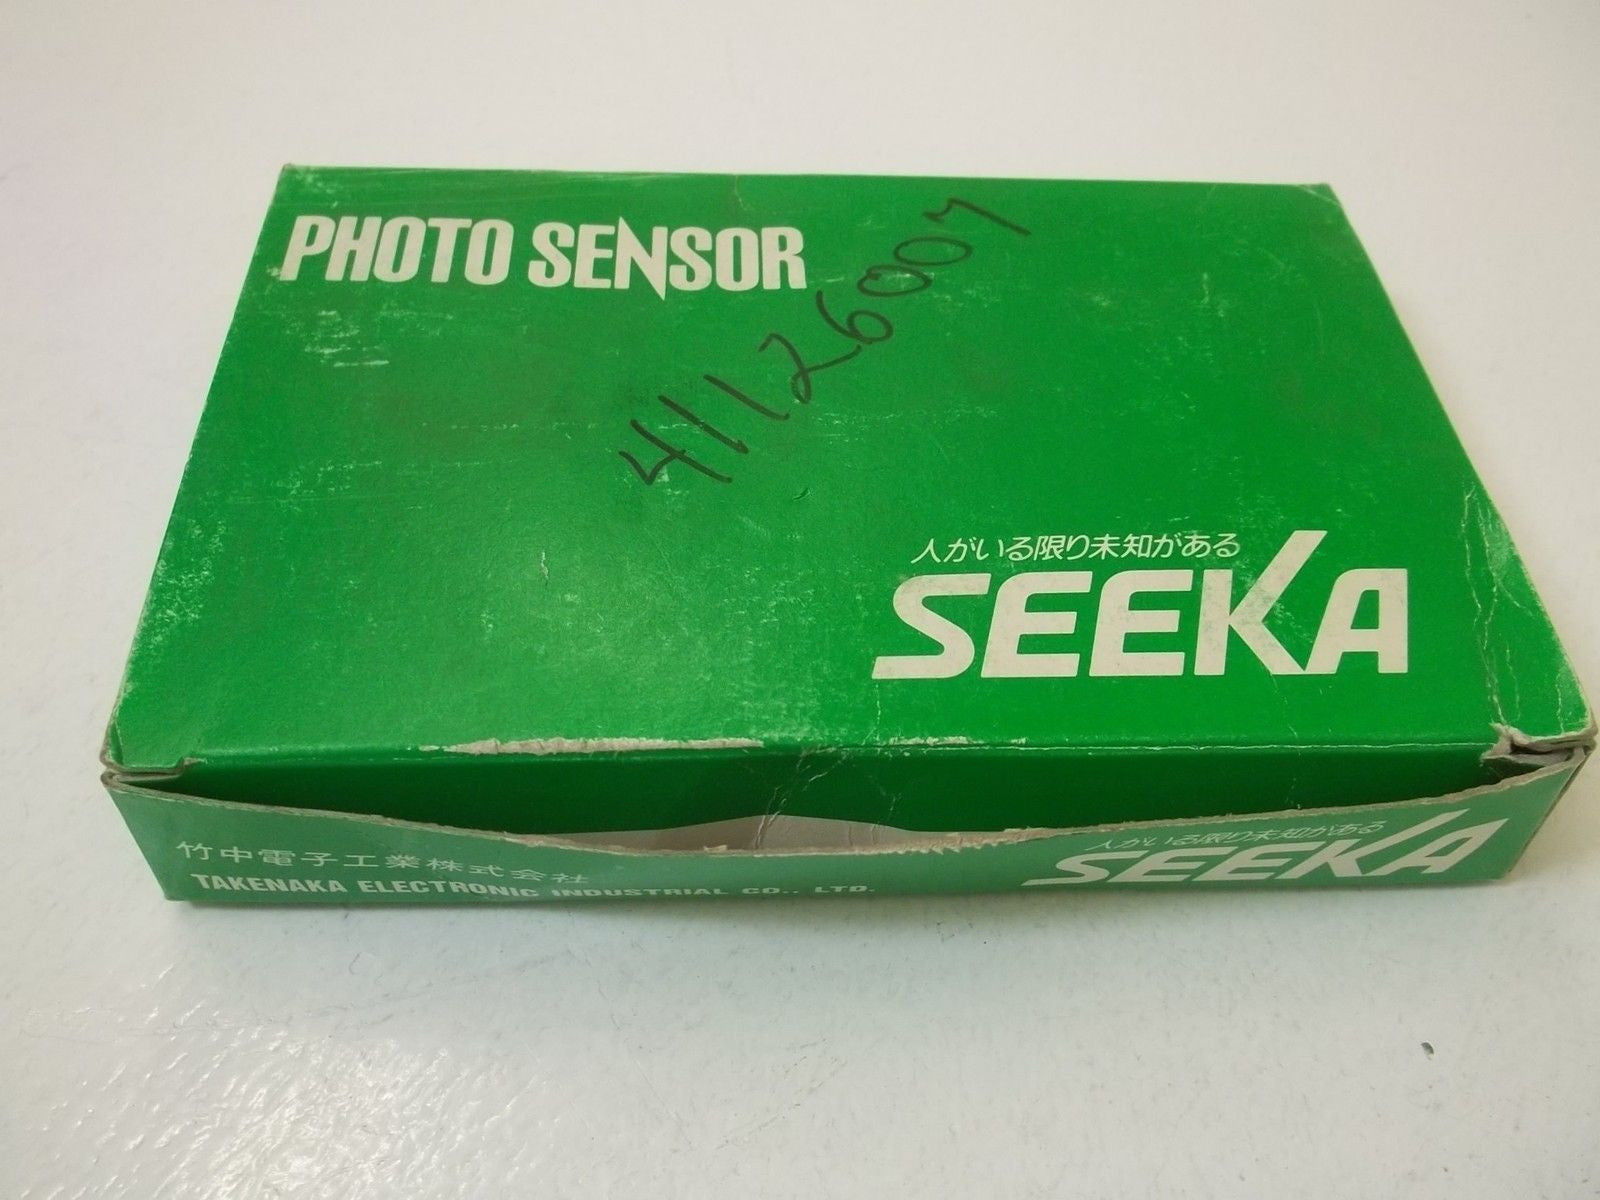 PHOTO SENSOR
41126007
人がいる限り未知がある
SEEKA
竹中電子工業株式会社
TAKENAKA ELECTRONIC INDUSTRIAL CO., LTD.
人がいる限り未知がある
SEEKA